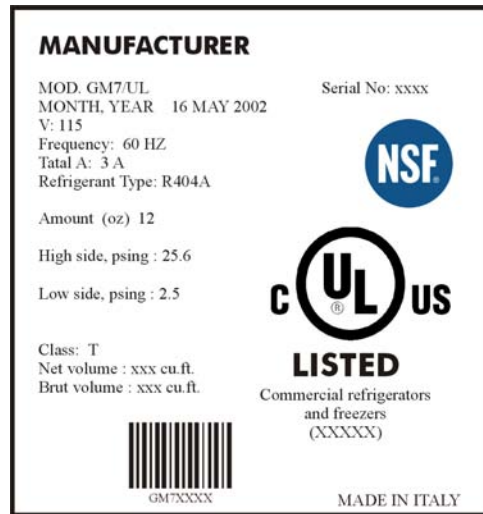 MANUFACTURER
MOD. GM7/UL
Serial No: xxxx
MONTH, YEAR 16 MAY 2002
V: 115
Frequency: 60 HZ
Tatal A: 3 A
Refrigerant Type: R404A
NSF®
Amount (oz) 12
High side, psing : 25.6
Low side, psing : 2.5
C UL® US
LISTED
Class: T
Net volume : xxx cu.ft.
Brut volume : xxx cu.ft.
Commercial refrigerators
and freezers
(XXXXX)
GM7XXXX
MADE IN ITALY